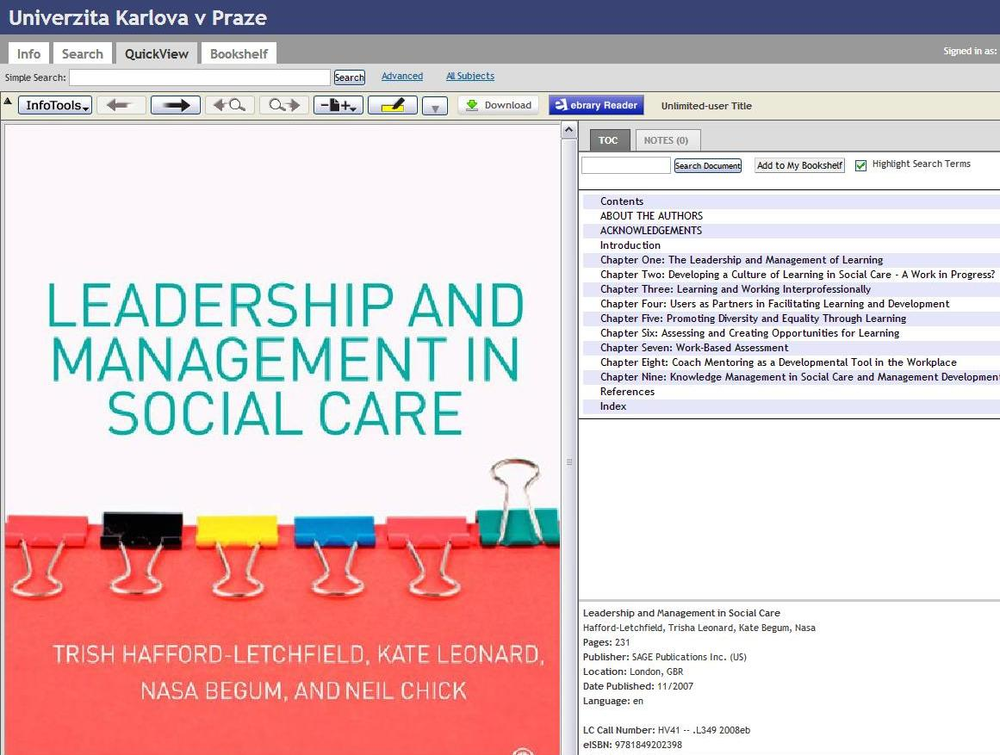 Univerzita Karlova v Praze
Info Search QuickView Bookshelf
Signed in as:
Simple Search: Search Advanced All Subjects
InfoTools Download ebrary Reader Unlimited-user Title
LEADERSHIP AND
MANAGEMENT IN
SOCIAL CARE
TRISH HAFFORD-LETCHFIELD, KATE LEONARD,
NASA BEGUM, AND NEIL CHICK
TOC NOTES (0)
Search Document Add to My Bookshelf Highlight Search Terms
Contents
ABOUT THE AUTHORS
ACKNOWLEDGEMENTS
Introduction
Chapter One: The Leadership and Management of Learning
Chapter Two: Developing a Culture of Learning in Social Care - A Work in Progress?
Chapter Three: Learning and Working Interprofessionally
Chapter Four: Users as Partners in Facilitating Learning and Development
Chapter Five: Promoting Diversity and Equality Through Learning
Chapter Six: Assessing and Creating Opportunities for Learning
Chapter Seven: Work-Based Assessment
Chapter Eight: Coach Mentoring as a Developmental Tool in the Workplace
Chapter Nine: Knowledge Management in Social Care and Management Development
References
Index
Leadership and Management in Social Care
Hafford-Letchfield, Trisha Leonard, Kate Begum, Nasa
Pages: 231
Publisher: SAGE Publications Inc. (US)
Location: London, GBR
Date Published: 11/2007
Language: en
LC Call Number: HV41 -- .L349 2008eb
eISBN: 9781849202398